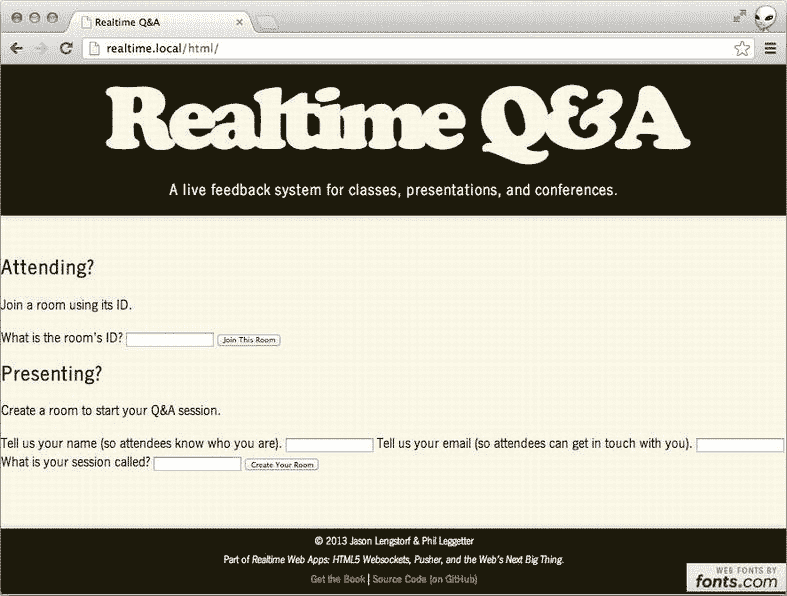 Realtime Q&A
realtime.local/html/
Realtime Q&A
A live feedback system for classes, presentations, and conferences.
Attending?
Join a room using its ID.
What is the room's ID? Join This Room
Presenting?
Create a room to start your Q&A session.
Tell us your name (so attendees know who you are). Tell us your email (so attendees can get in touch with you).
What is your session called? Create Your Room
© 2013 Jason Lengstorf & Phil Leggetter
Part of Realtime Web Apps: HTML5 Websockets, Pusher, and the Web's Next Big Thing.
Get the Book | Source Code (on GitHub)
WEB FONTS BY
fonts.com